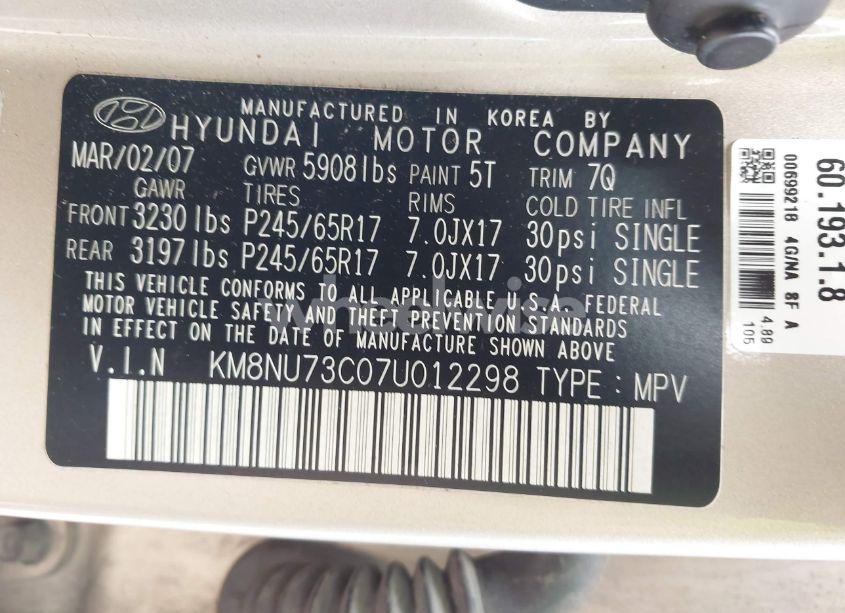 MANUFACTURED IN KOREA BY
HYUNDAI MOTOR COMPANY
MAR/02/07 GVWR 5908lbs PAINT 5T TRIM 7Q
GAWR TIRES RIMS COLD TIRE INFL
FRONT 3230 lbs P245/65R17 7.0JX17 30psi SINGLE
REAR 3197 lbs P245/65R17 7.0JX17 30psi SINGLE
THIS VEHICLE CONFORMS TO ALL APPLICABLE U.S.A. FEDERAL
MOTOR VEHICLE SAFETY AND THEFT PREVENTION STANDARDS
IN EFFECT ON THE DATE OF MANUFACTURE SHOWN ABOVE
V.I.N KM8NU73C07U012298 TYPE : MPV
60.193.1.8
00699218 4G/NA 8F A
4.89
105